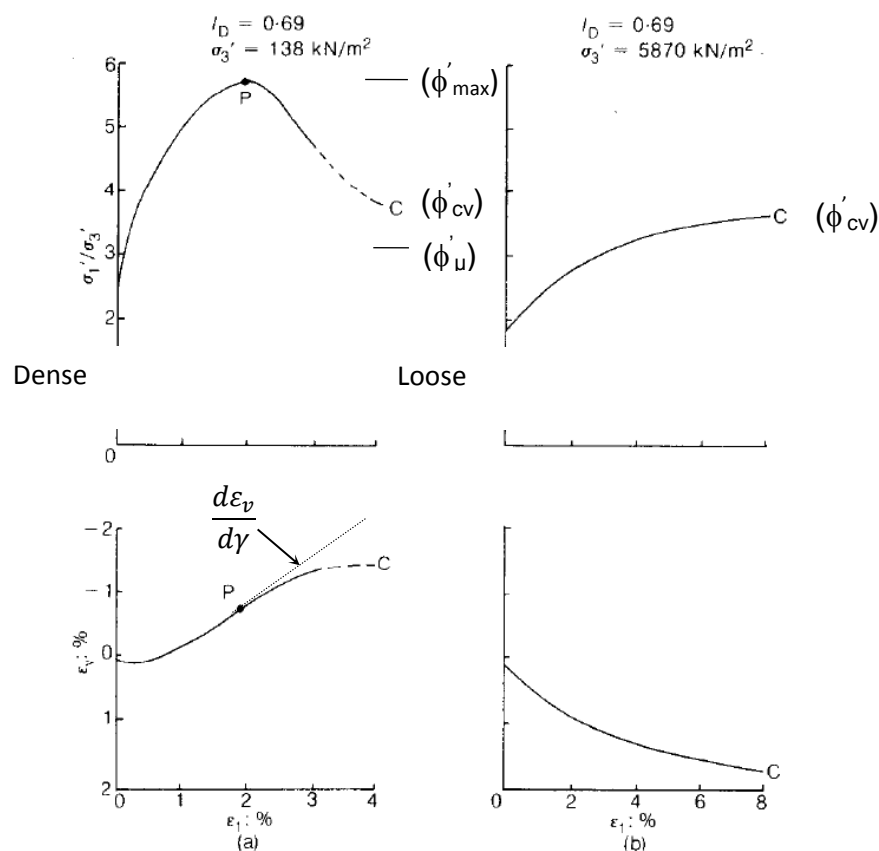 I_D = 0·69
σ₃′ = 138 kN/m²
I_D = 0·69
σ₃′ = 5870 kN/m²
6
5
4
3
2
σ₁′/σ₃′
P
C
(ϕ′max)
(ϕ′cv)
(ϕ′μ)
C
(ϕ′cv)
Dense
Loose
0
dεᵥ
dγ
−2
−1
0
1
2
εᵥ: %
P
C
0
1
2
3
4
ε₁: %
(a)
C
0
2
4
6
8
ε₁: %
(b)